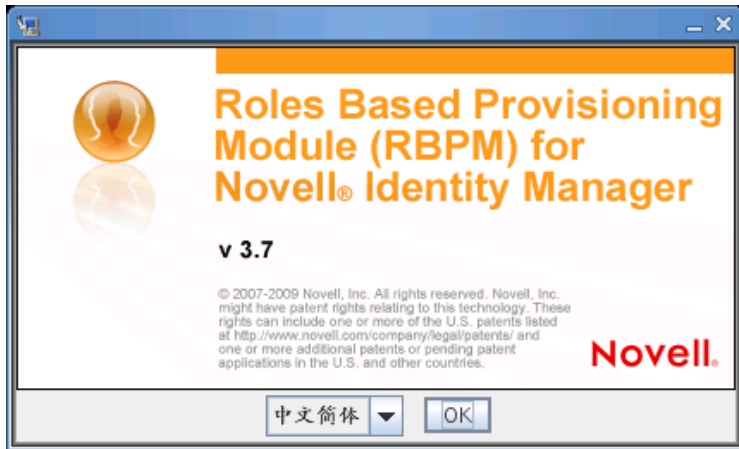 Roles Based Provisioning
Module (RBPM) for
Novell® Identity Manager
v 3.7
© 2007-2009 Novell, Inc. All rights reserved. Novell, Inc.
might have patent rights relating to this technology. These
rights can include one or more of the U.S. patents listed
at http://www.novell.com/company/legal/patents/ and
one or more additional patents or pending patent
applications in the U.S. and other countries.
Novell®
中文简体
OK